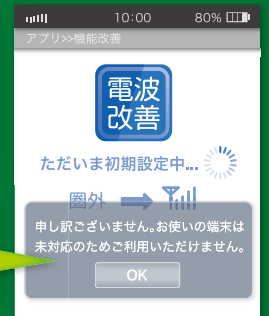 10:00 80%
アプリ>>機能改善
電波
改善
ただいま初期設定中...
圏外
申し訳ございません。お使いの端末は
未対応のためご利用いただけません。
OK